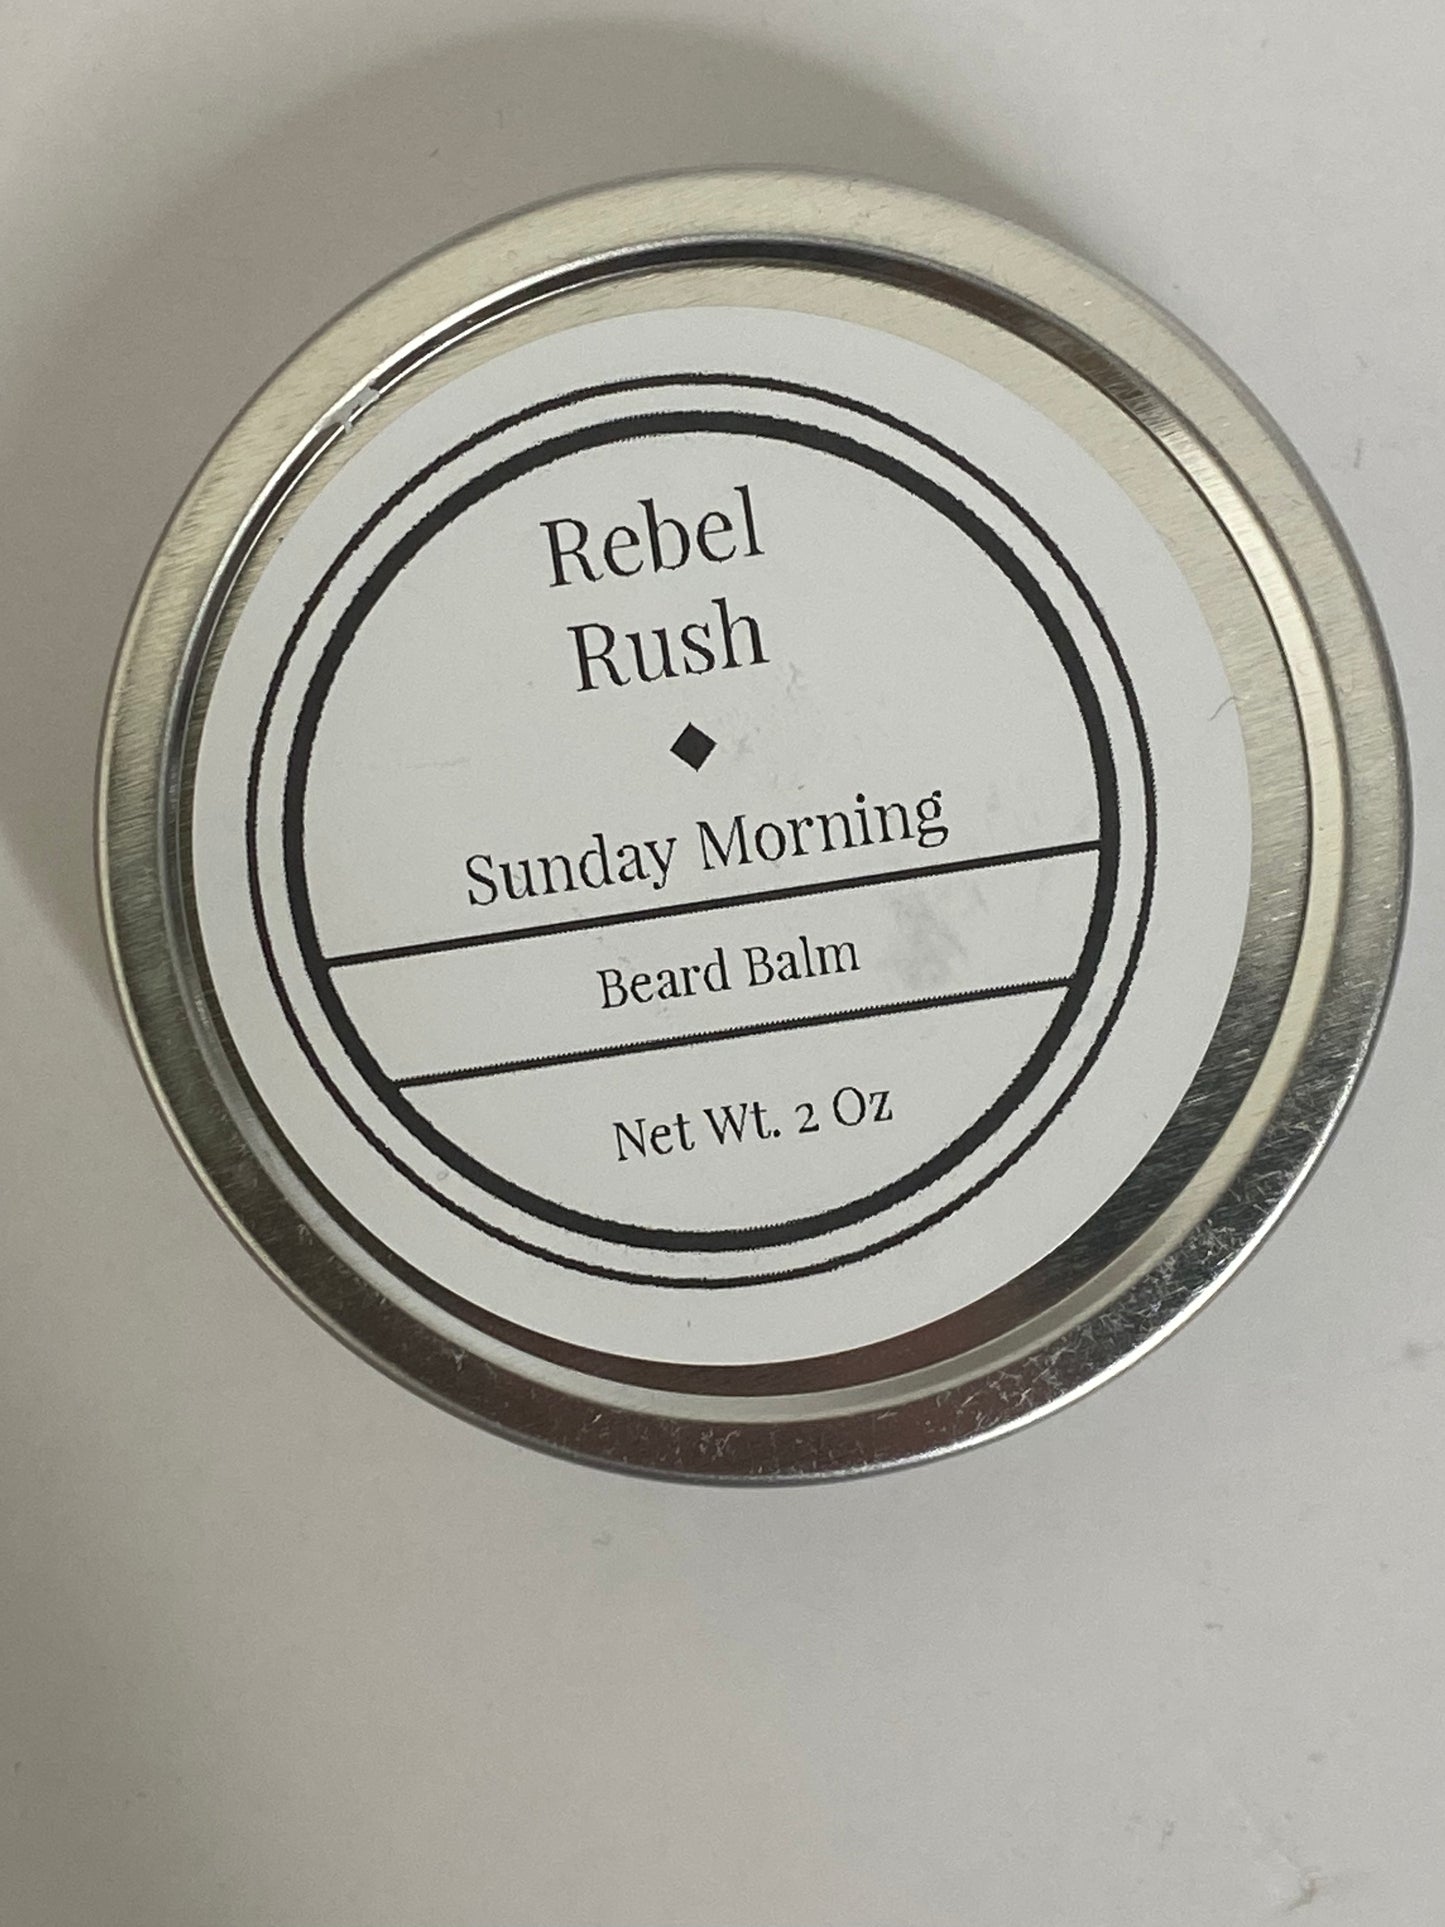 Rebel
Rush
Sunday Morning
Beard Balm
Net Wt. 2 Oz